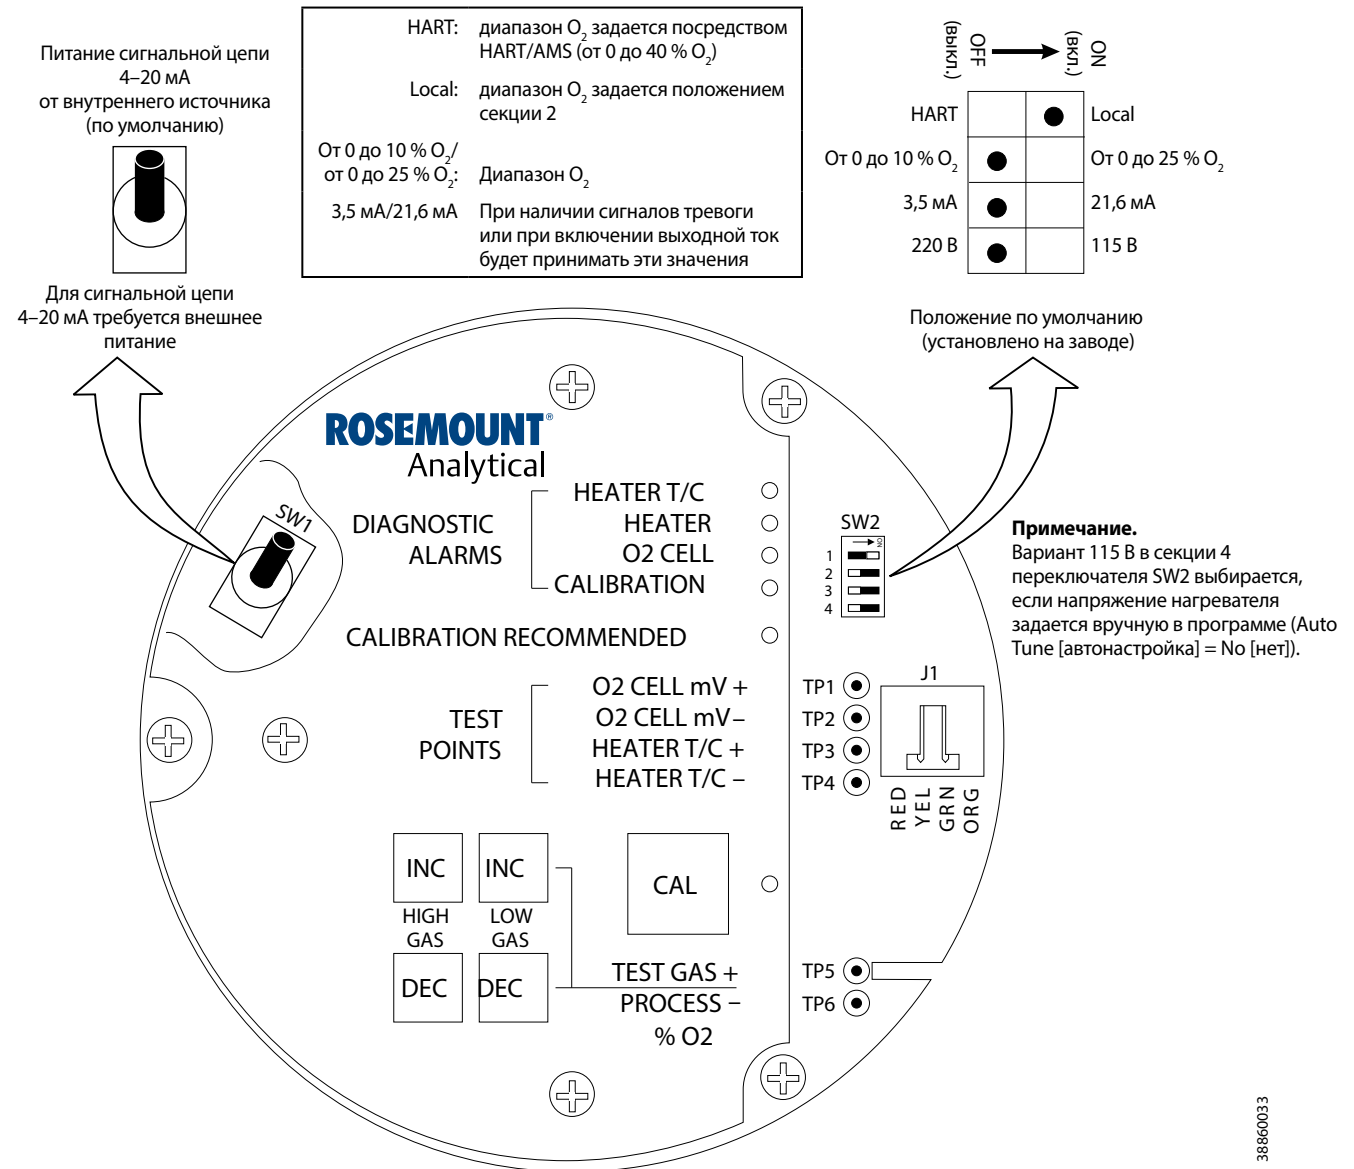 Питание сигнальной цепи
4–20 мА
от внутреннего источника
(по умолчанию)
Для сигнальной цепи
4–20 мА требуется внешнее
питание
HART: диапазон O2 задается посредством
HART/AMS (от 0 до 40 % O2)
Local: диапазон O2 задается положением
секции 2
От 0 до 10 % O2/
от 0 до 25 % O2: Диапазон O2
3,5 мА/21,6 мА При наличии сигналов тревоги
или при включении выходной ток
будет принимать эти значения
OFF
(выкл.)
ON
(вкл.)
HART Local
От 0 до 10 % O2 От 0 до 25 % O2
3,5 мА 21,6 мА
220 В 115 В
Положение по умолчанию
(установлено на заводе)
ROSEMOUNT®
Analytical
SW1
DIAGNOSTIC
ALARMS
HEATER T/C
HEATER
O2 CELL
CALIBRATION
CALIBRATION RECOMMENDED
TEST
POINTS
O2 CELL mV +
O2 CELL mV–
HEATER T/C +
HEATER T/C –
SW2
ON
1
2
3
4
Примечание.
Вариант 115 В в секции 4
переключателя SW2 выбирается,
если напряжение нагревателя
задается вручную в программе (Auto
Tune [автонастройка] = No [нет]).
TP1
TP2
TP3
TP4
J1
RED
YEL
GRN
ORG
INC INC
HIGH
GAS
LOW
GAS
DEC DEC
CAL
TEST GAS +
PROCESS –
% O2
TP5
TP6
38860033